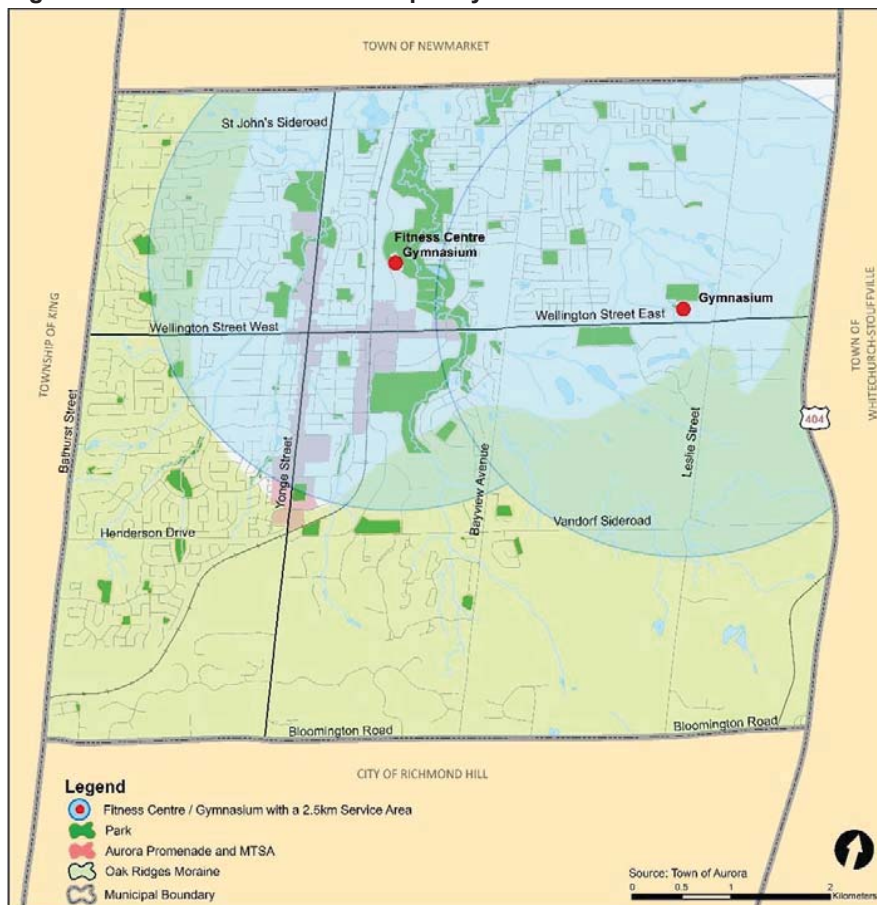 TOWN OF NEWMARKET
St John's Sideroad
Fitness Centre
Gymnasium
Gymnasium
Wellington Street West
Wellington Street East
TOWNSHIP OF KING
TOWN OF
WHITECHURCH-STOUFFVILLE
Bathurst Street
404
Yonge Street
Bayview Avenue
Leslie Street
Henderson Drive
Vandorf Sideroad
Bloomington Road
Bloomington Road
CITY OF RICHMOND HILL
Legend
Fitness Centre / Gymnasium with a 2.5km Service Area
Park
Aurora Promenade and MTSA
Oak Ridges Moraine
Municipal Boundary
Source: Town of Aurora
0 0.5 1 2
Kilometers